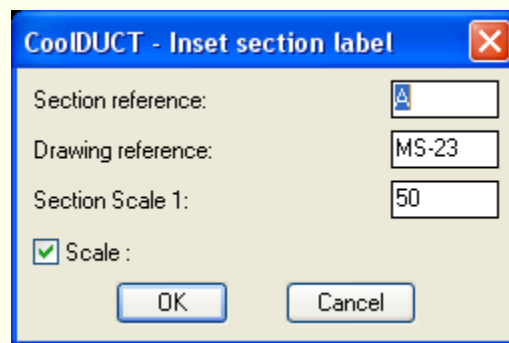 CoolDUCT - Inset section label
Section reference: A
Drawing reference: MS-23
Section Scale 1: 50
Scale :
OK Cancel